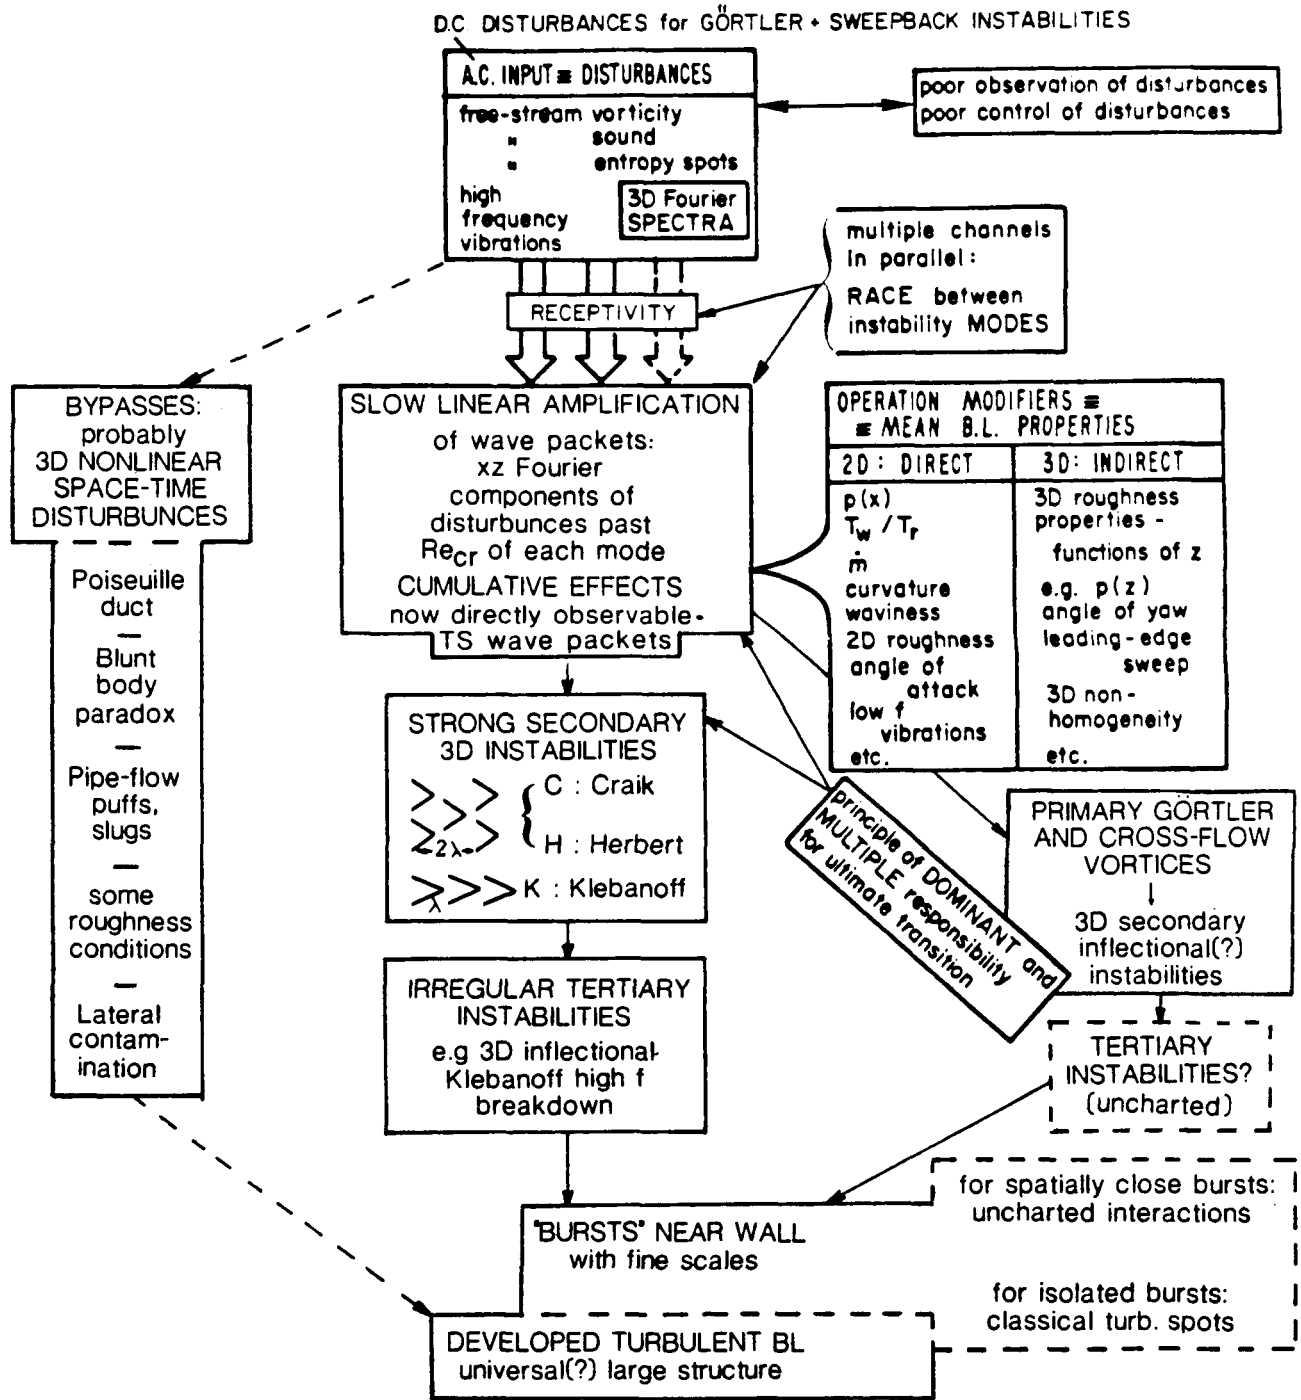 D.C. DISTURBANCES for GÖRTLER + SWEEPBACK INSTABILITIES
A.C. INPUT ≡ DISTURBANCES
free-stream vorticity
" sound
" entropy spots
high
frequency
vibrations
3D Fourier
SPECTRA
poor observation of disturbances
poor control of disturbances
multiple channels
in parallel:
RACE between
instability MODES
RECEPTIVITY
BYPASSES:
probably
3D NONLINEAR
SPACE-TIME
DISTURBUNCES
Poiseuille
duct
—
Blunt
body
paradox
—
Pipe-flow
puffs,
slugs
—
some
roughness
conditions
—
Lateral
contam-
ination
SLOW LINEAR AMPLIFICATION
of wave packets:
xz Fourier
components of
disturbunces past
Recr of each mode
CUMULATIVE EFFECTS
now directly observable-
TS wave packets
OPERATION MODIFIERS ≡
≡ MEAN B.L. PROPERTIES
2D: DIRECT
p(x)
Tw / Tr
ṁ
curvature
waviness
2D roughness
angle of
attack
low f
vibrations
etc.
3D: INDIRECT
3D roughness
properties -
functions of z
e.g. p(z)
angle of yaw
leading-edge
sweep
3D non-
homogeneity
etc.
STRONG SECONDARY
3D INSTABILITIES
C : Craik
2λ
H : Herbert
λ K : Klebanoff
principle of DOMINANT and
MULTIPLE responsibility
for ultimate transition
PRIMARY GÖRTLER
AND CROSS-FLOW
VORTICES
3D secondary
inflectional(?)
instabilities
IRREGULAR TERTIARY
INSTABILITIES
e.g 3D inflectional-
Klebanoff high f
breakdown
TERTIARY
INSTABILITIES?
(uncharted)
for spatially close bursts:
uncharted interactions
"BURSTS" NEAR WALL
with fine scales
for isolated bursts:
classical turb. spots
DEVELOPED TURBULENT BL
universal(?) large structure